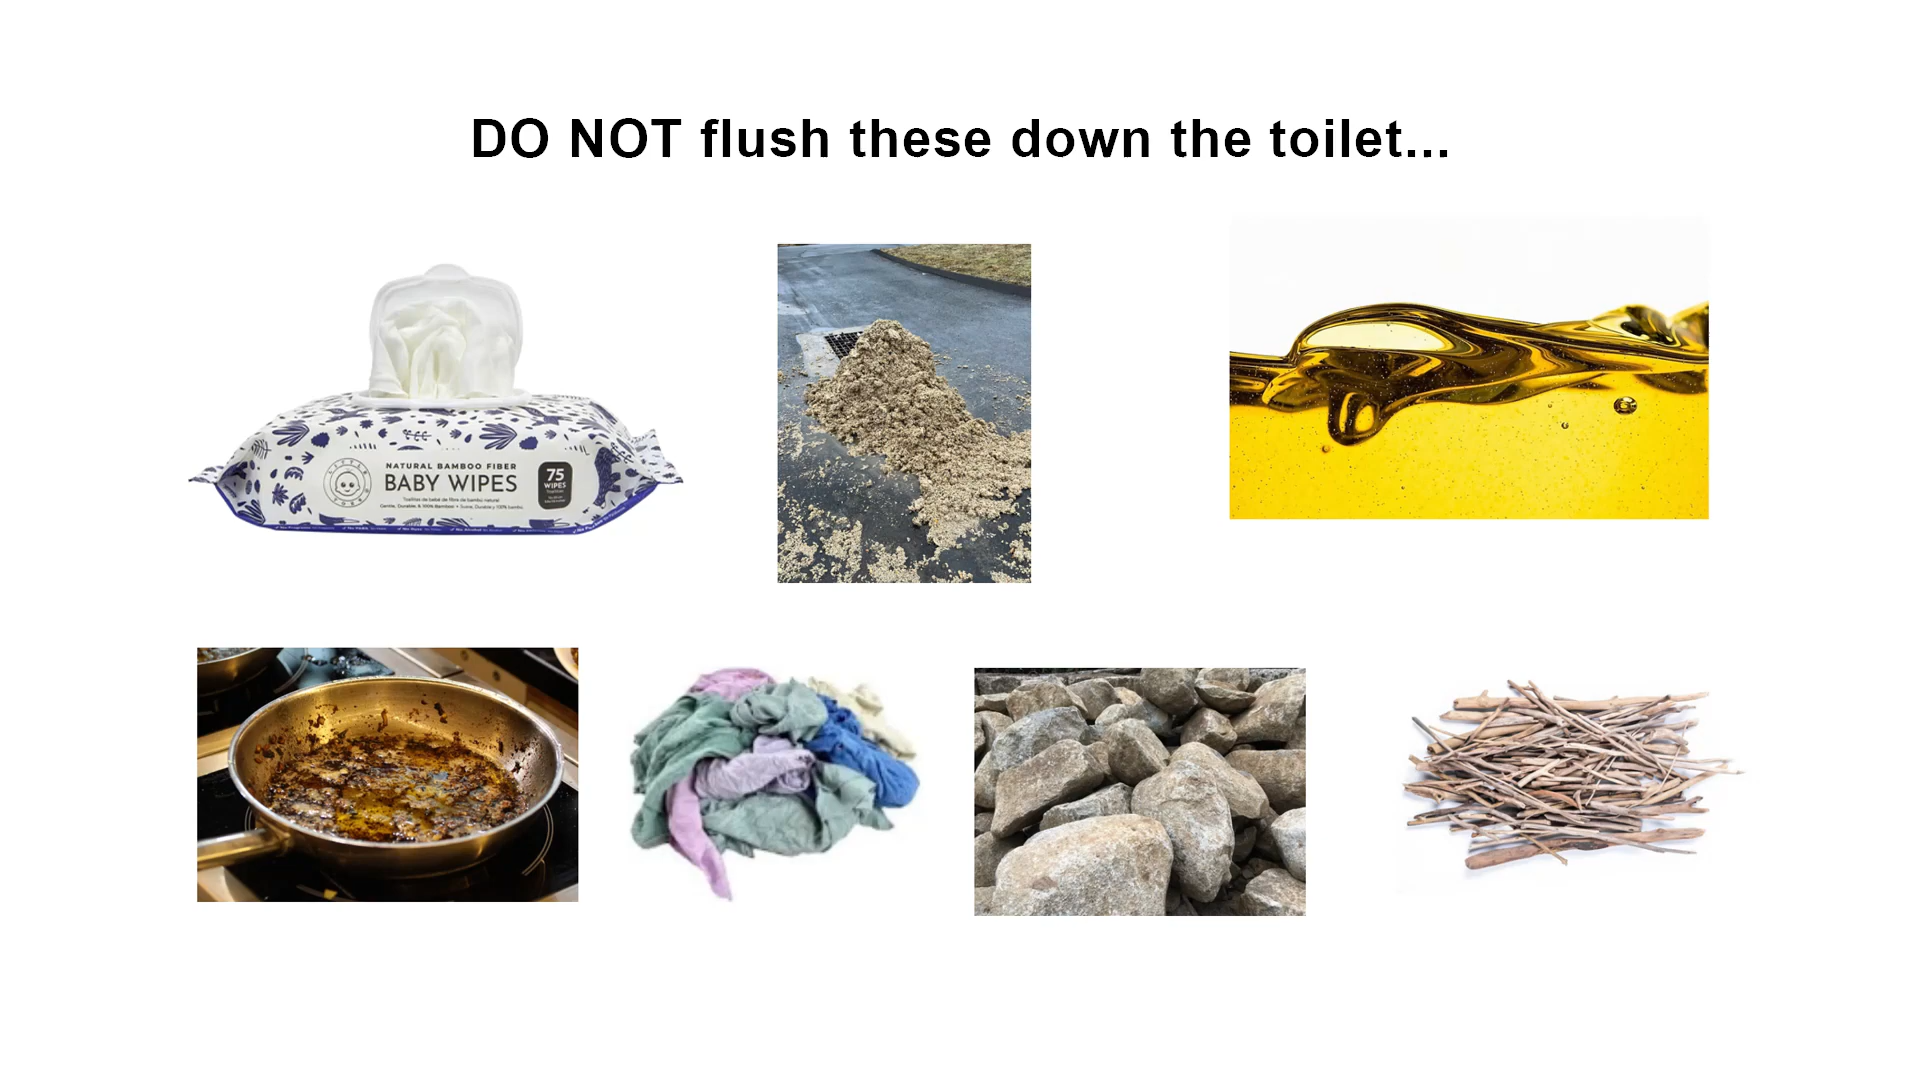 DO NOT flush these down the toilet...
NATURAL BAMBOO FIBER
BABY WIPES
75
WIPES